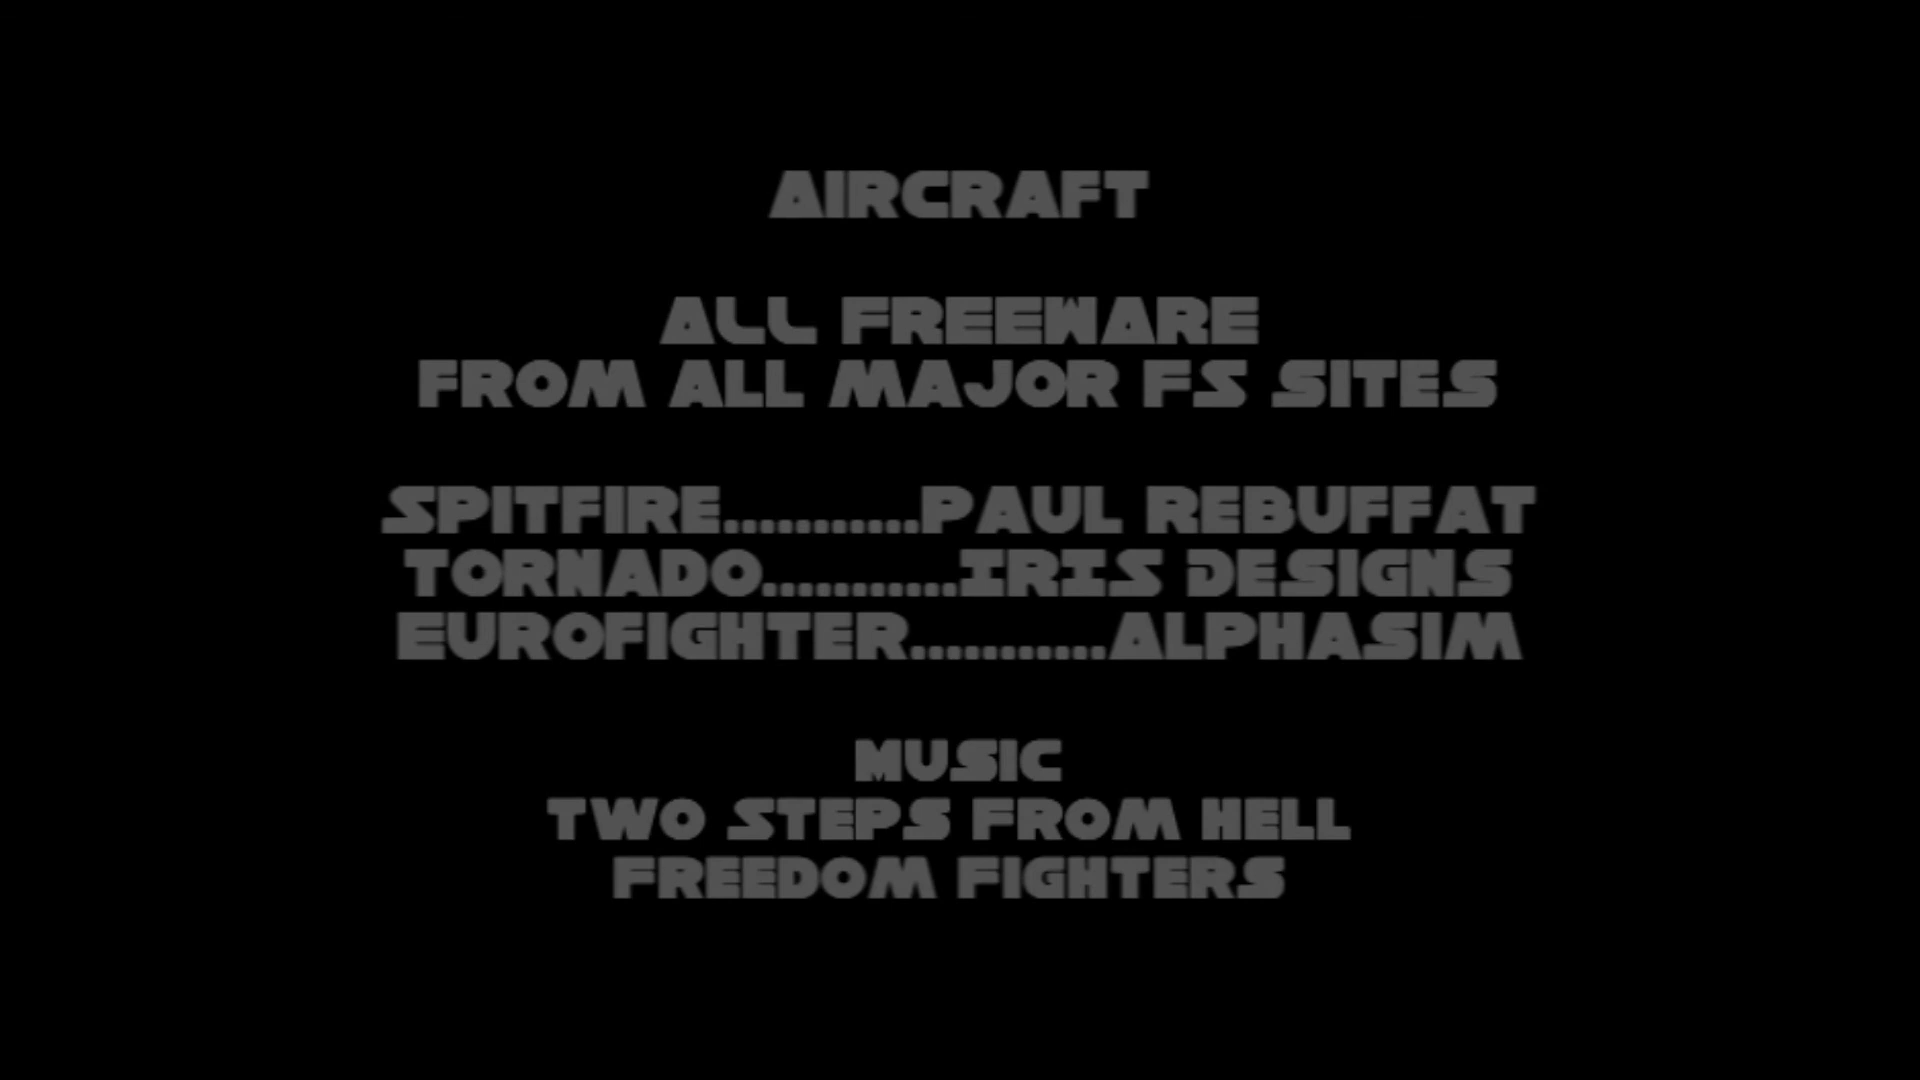 AIRCRAFT
ALL FREEWARE
FROM ALL MAJOR FS SITES
SPITFIRE...........PAUL REBUFFAT
TORNADO...........IRIS DESIGNS
EUROFIGHTER...........ALPHASIM
MUSIC
TWO STEPS FROM HELL
FREEDOM FIGHTERS